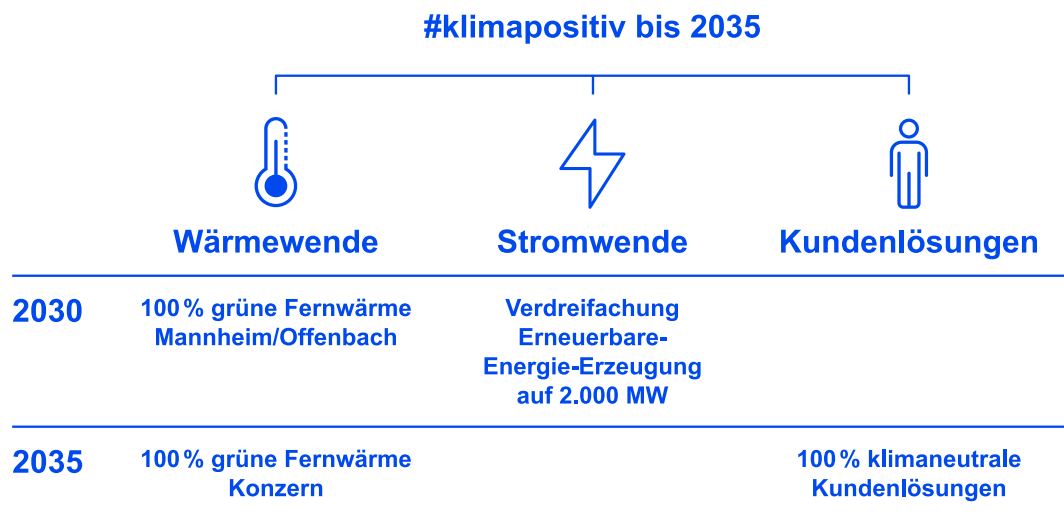 #klimapositiv bis 2035
Wärmewende
Stromwende
Kundenlösungen
2030
100 % grüne Fernwärme
Mannheim/Offenbach
Verdreifachung
Erneuerbare-
Energie-Erzeugung
auf 2.000 MW
2035
100 % grüne Fernwärme
Konzern
100 % klimaneutrale
Kundenlösungen